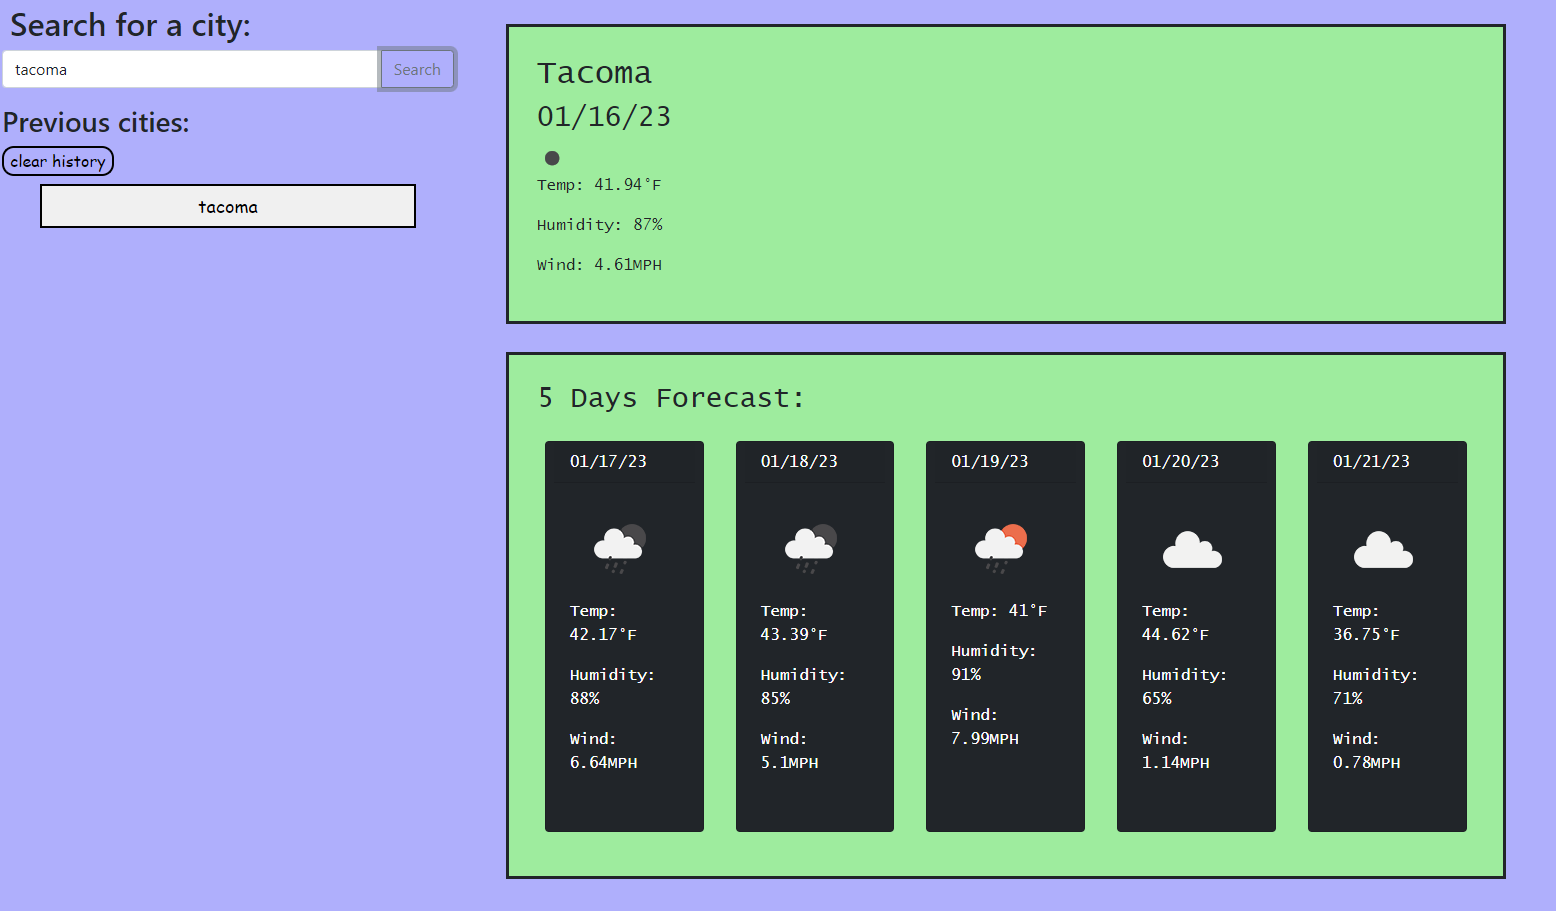 Search for a city:
tacoma
Search
Previous cities:
clear history
tacoma
Tacoma
01/16/23
Temp: 41.94°F
Humidity: 87%
Wind: 4.61MPH
5 Days Forecast:
01/17/23
Temp:
42.17°F
Humidity:
88%
Wind:
6.64MPH
01/18/23
Temp:
43.39°F
Humidity:
85%
Wind:
5.1MPH
01/19/23
Temp: 41°F
Humidity:
91%
Wind:
7.99MPH
01/20/23
Temp:
44.62°F
Humidity:
65%
Wind:
1.14MPH
01/21/23
Temp:
36.75°F
Humidity:
71%
Wind:
0.78MPH